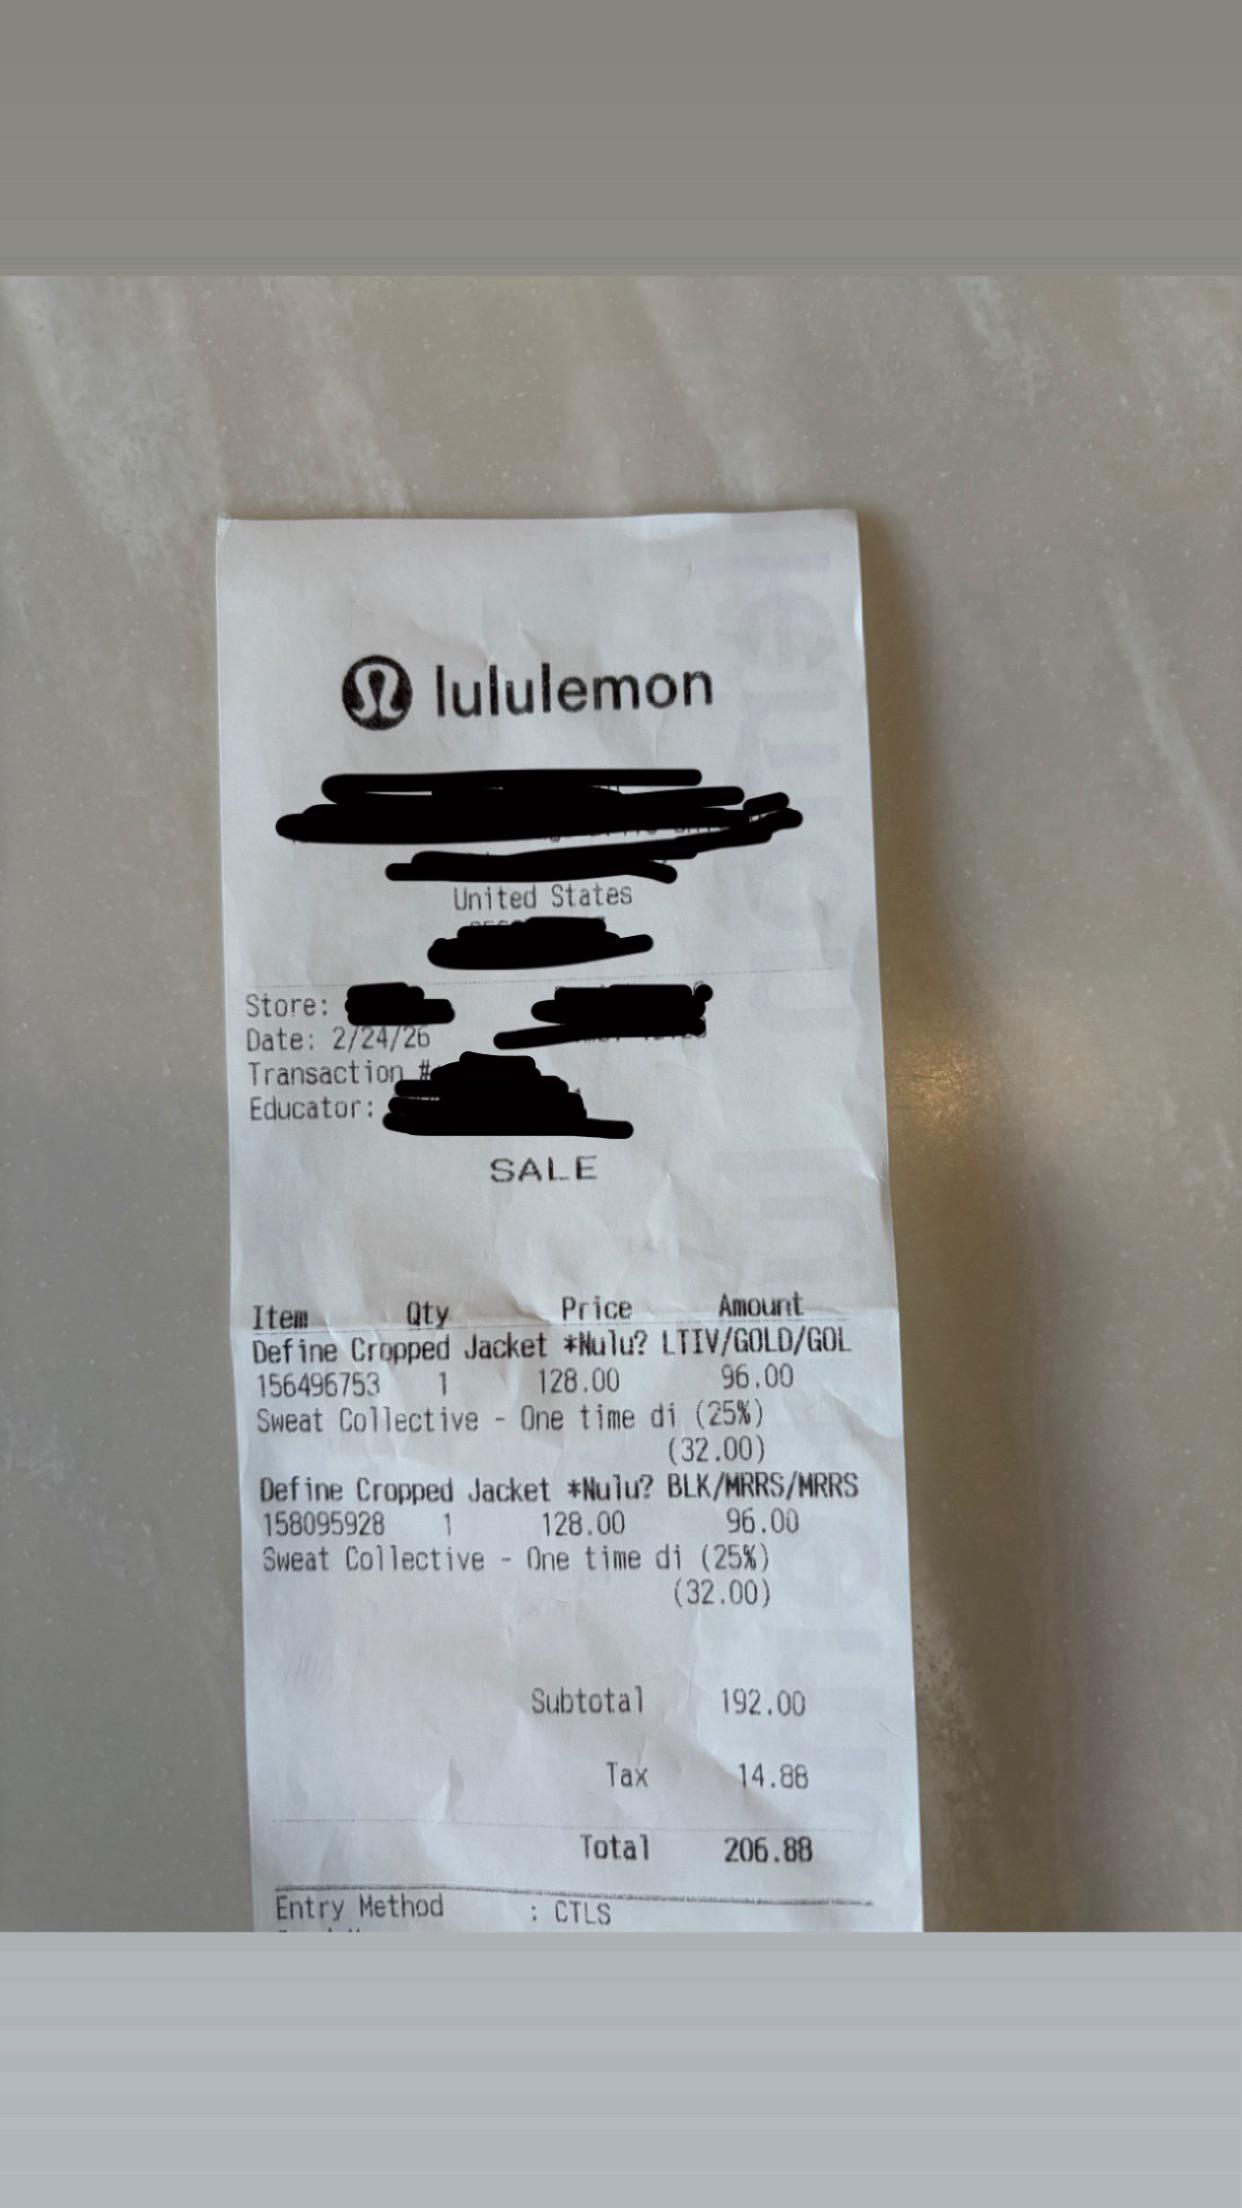 lululemon
United States
Store:
Date: 2/24/26
Transaction #
Educator:
SALE
Item Qty Price Amount
Define Cropped Jacket *Nulu? LTIV/GOLD/GOL
156496753 1 128.00 96.00
Sweat Collective - One time di (25%)
(32.00)
Define Cropped Jacket *Nulu? BLK/MRRS/MRRS
158095928 1 128.00 96.00
Sweat Collective - One time di (25%)
(32.00)
Subtotal 192.00
Tax 14.88
Total 206.88
Entry Method : CTLS